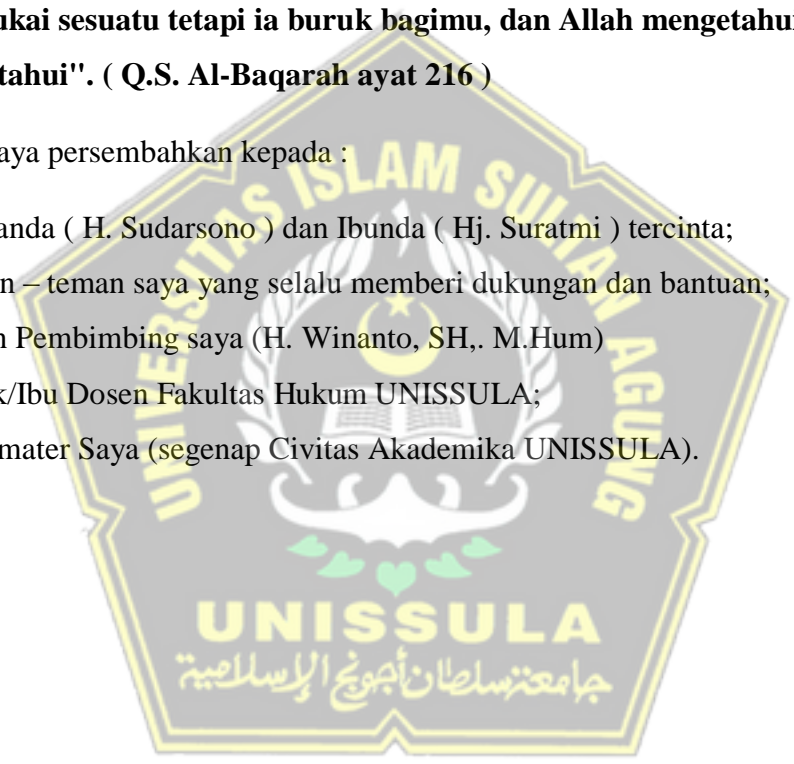 ukai sesuatu tetapi ia buruk bagimu, dan Allah mengetahui
tahui". ( Q.S. Al-Baqarah ayat 216 )
aya persembahkan kepada :
anda ( H. Sudarsono ) dan Ibunda ( Hj. Suratmi ) tercinta;
n – teman saya yang selalu memberi dukungan dan bantuan;
n Pembimbing saya (H. Winanto, SH,. M.Hum)
k/Ibu Dosen Fakultas Hukum UNISSULA;
mater Saya (segenap Civitas Akademika UNISSULA).
UNIVERSITAS ISLAM SULTAN AGUNG
UNISSULA
جامعة سلطان أجونج الإسلامية